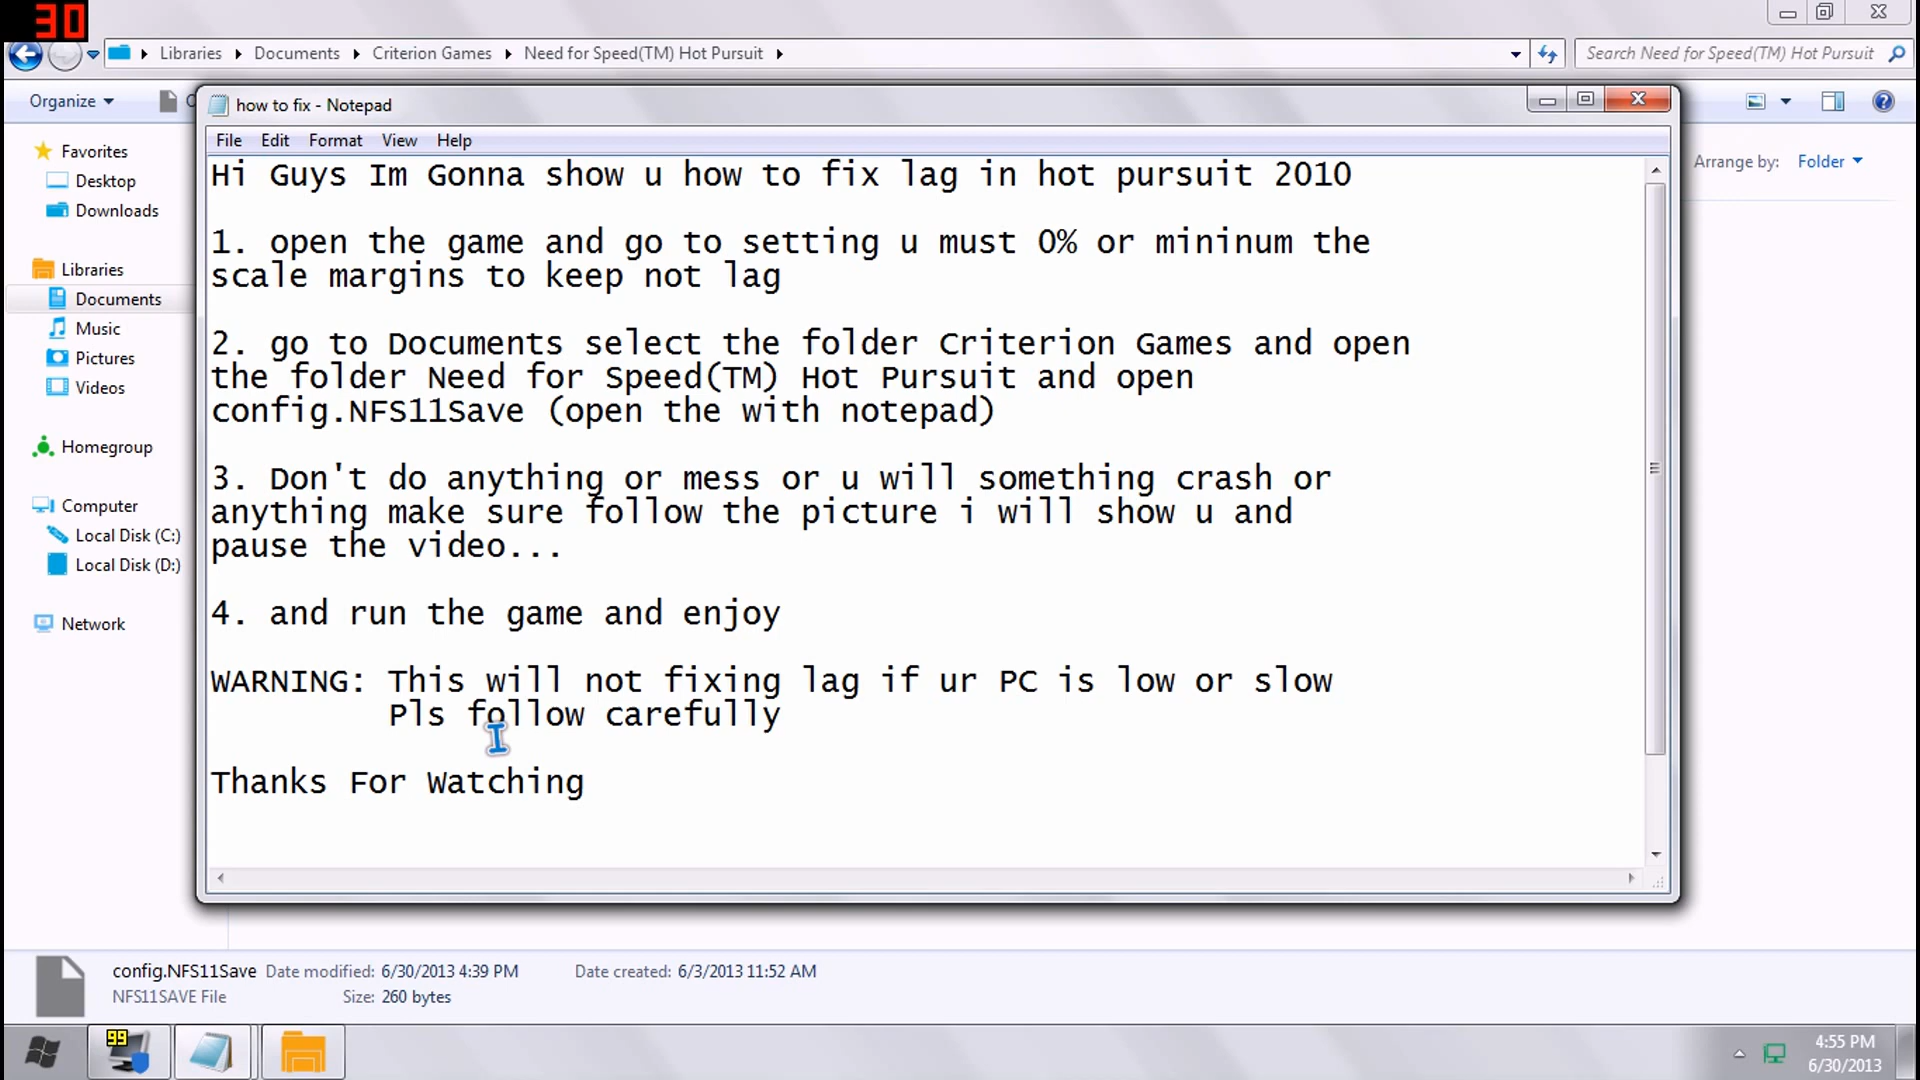 30
Libraries Documents Criterion Games Need for Speed(TM) Hot Pursuit
Search Need for Speed(TM) Hot Pursuit
Organize
how to fix - Notepad
File Edit Format View Help
Arrange by: Folder
Favorites
Desktop
Downloads
Libraries
Documents
Music
Pictures
Videos
Homegroup
Computer
Local Disk (C:)
Local Disk (D:)
Network
Hi Guys Im Gonna show u how to fix lag in hot pursuit 2010
1. open the game and go to setting u must 0% or mininum the
scale margins to keep not lag
2. go to Documents select the folder Criterion Games and open
the folder Need for Speed(TM) Hot Pursuit and open
config.NFS11Save (open the with notepad)
3. Don't do anything or mess or u will something crash or
anything make sure follow the picture i will show u and
pause the video...
4. and run the game and enjoy
WARNING: This will not fixing lag if ur PC is low or slow
Pls follow carefully
Thanks For Watching
config.NFS11Save Date modified: 6/30/2013 4:39 PM Date created: 6/3/2013 11:52 AM
NFS11SAVE File Size: 260 bytes
99
4:55 PM
6/30/2013